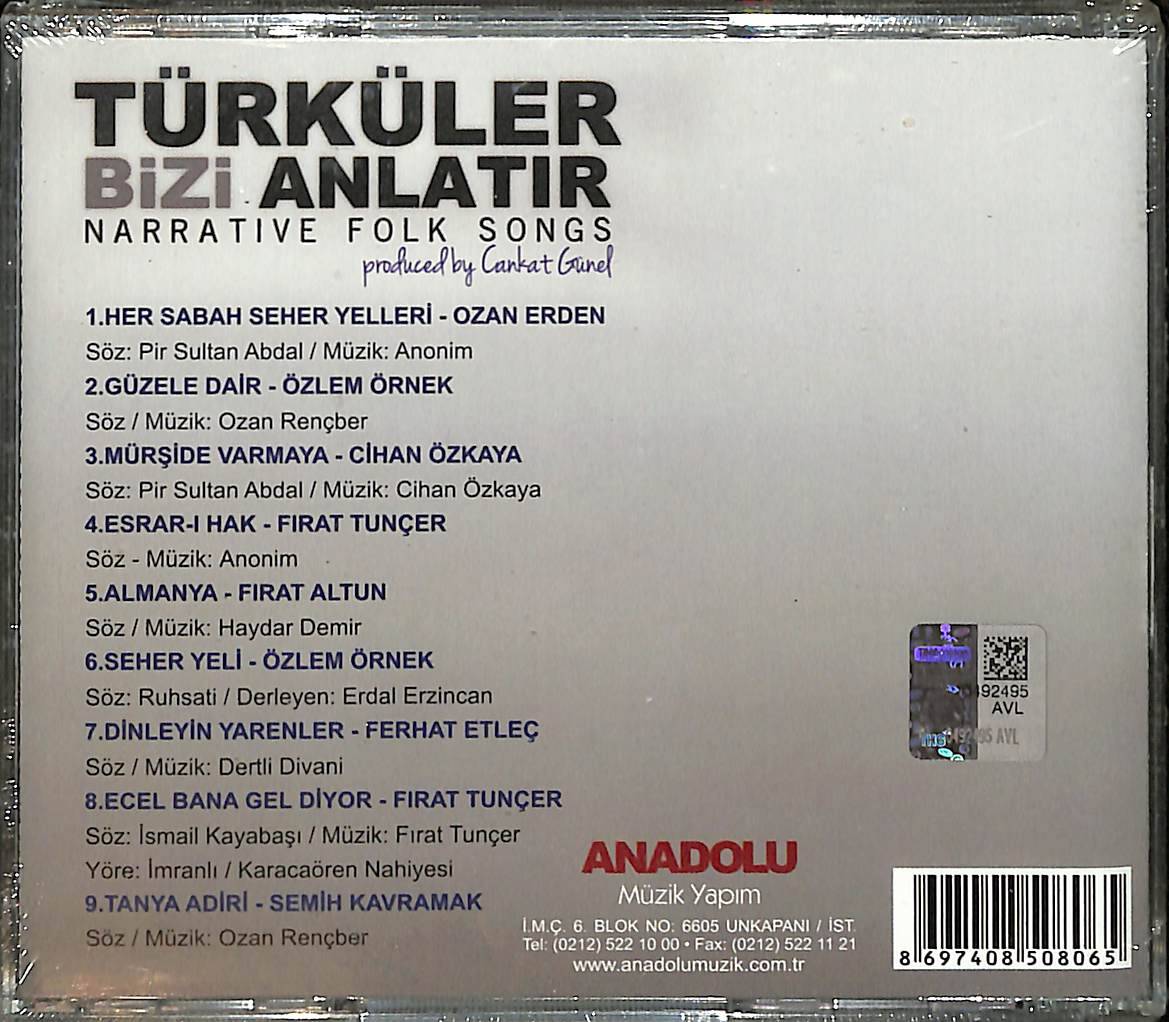 TÜRKÜLER
BiZi ANLATIR
NARRATIVE FOLK SONGS
produced by Cankat Günel
1.HER SABAH SEHER YELLERİ - OZAN ERDEN
Söz: Pir Sultan Abdal / Müzik: Anonim
2.GÜZELE DAİR - ÖZLEM ÖRNEK
Söz / Müzik: Ozan Rençber
3.MÜRŞİDE VARMAYA - CİHAN ÖZKAYA
Söz: Pir Sultan Abdal / Müzik: Cihan Özkaya
4.ESRAR-I HAK - FIRAT TUNÇER
Söz - Müzik: Anonim
5.ALMANYA - FIRAT ALTUN
Söz / Müzik: Haydar Demir
6.SEHER YELİ - ÖZLEM ÖRNEK
Söz: Ruhsati / Derleyen: Erdal Erzincan
7.DİNLEYİN YARENLER - FERHAT ETLEÇ
Söz / Müzik: Dertli Divani
8.ECEL BANA GEL DİYOR - FIRAT TUNÇER
Söz: İsmail Kayabaşı / Müzik: Fırat Tunçer
Yöre: İmranlı / Karacaören Nahiyesi
9.TANYA ADİRİ - SEMİH KAVRAMAK
Söz / Müzik: Ozan Rençber
492495
AVL
ANADOLU
Müzik Yapım
İ.M.Ç. 6. BLOK NO: 6605 UNKAPANI / İST.
Tel: (0212) 522 10 00 • Fax: (0212) 522 11 21
www.anadolumuzik.com.tr
8 697408 508065